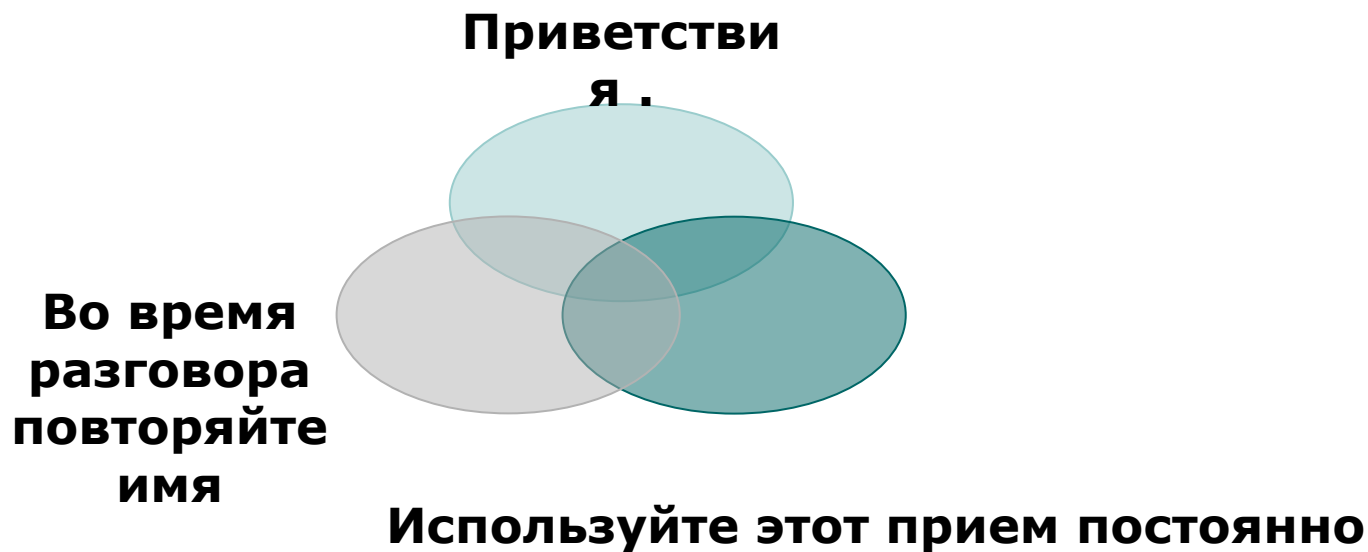 Приветстви
я .
Во время
разговора
повторяйте
имя
Используйте этот прием постоянно